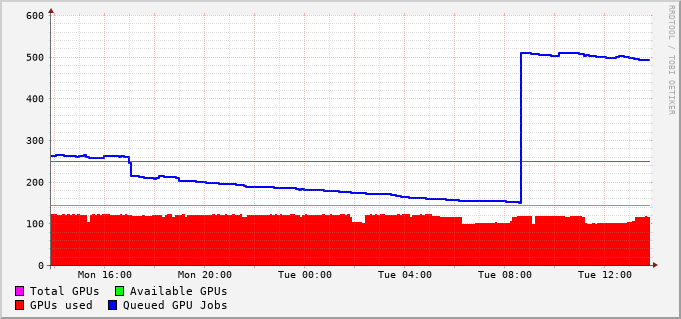 600
500
400
300
200
100
0
Mon 16:00 Mon 20:00 Tue 00:00 Tue 04:00 Tue 08:00 Tue 12:00
Total GPUs Available GPUs
GPUs used Queued GPU Jobs
RRDTOOL / TOBI OETIKER